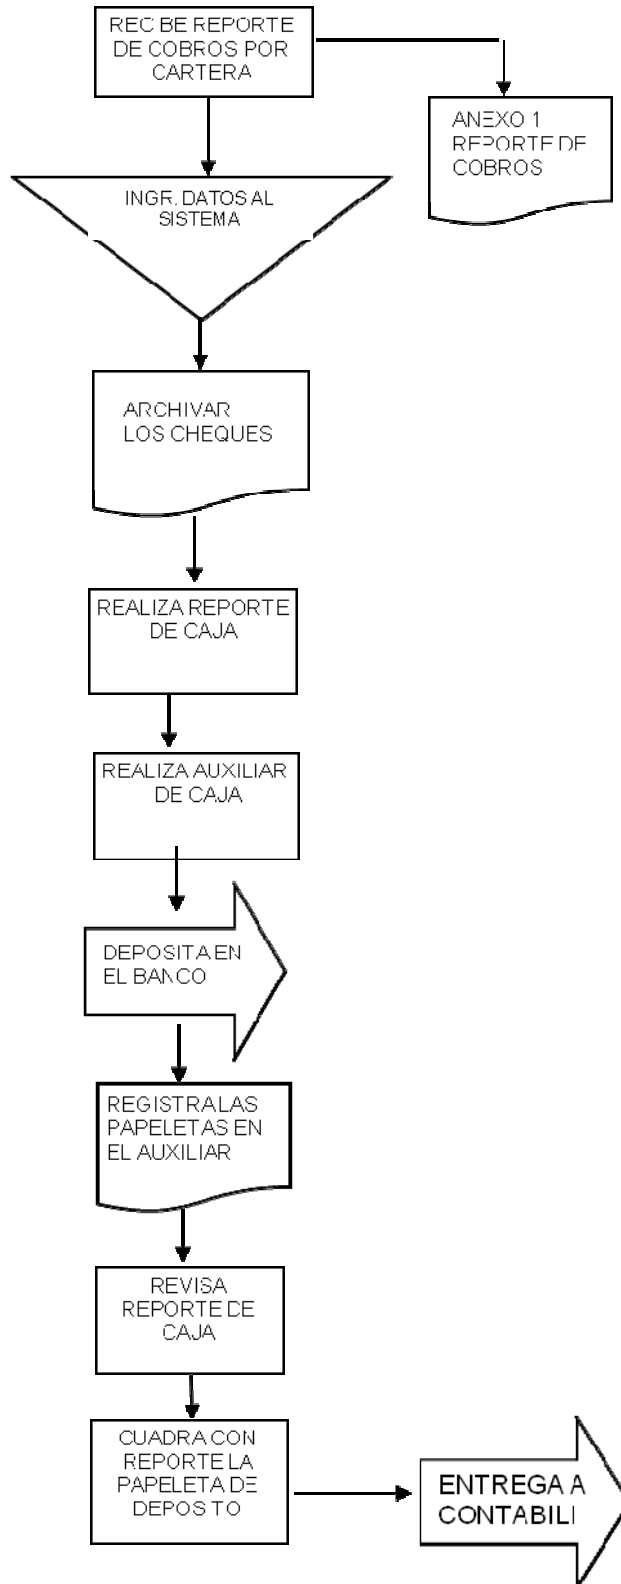 REC BE REPORTE
DE COBROS POR
CARTERA
ANEXO 1
REPORTE DE
COBROS
INGR. DATOS AL
SISTEMA
ARCHIVAR
LOS CHEQUES
REALIZA REPORTE
DE CAJA
REALIZA AUXILIAR
DE CAJA
DEPOSITA EN
EL BANCO
REGISTRA LAS
PAPELETAS EN
EL AUXILIAR
REVISA
REPORTE DE
CAJA
CUADRA CON
REPORTE LA
PAPELETA DE
DEPOS TO
ENTREGA A
CONTABILI